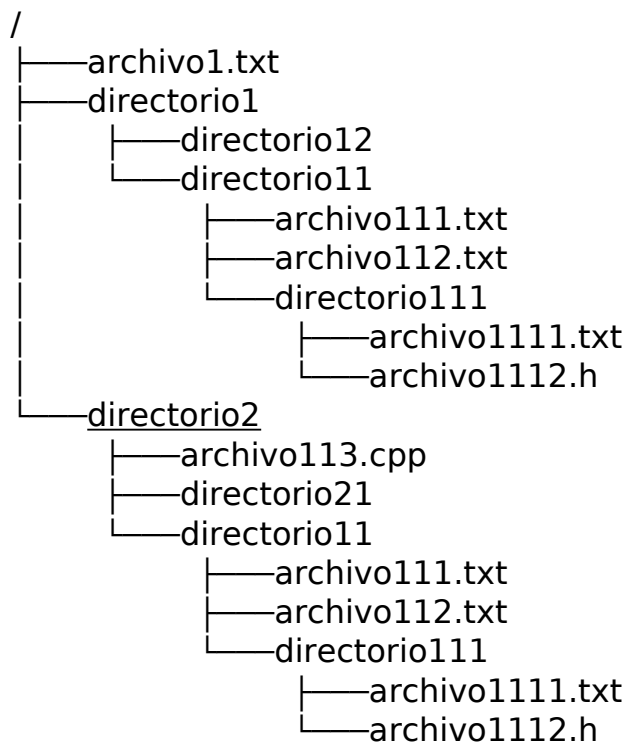 /
archivo1.txt
directorio1
directorio12
directorio11
archivo111.txt
archivo112.txt
directorio111
archivo1111.txt
archivo1112.h
directorio2
archivo113.cpp
directorio21
directorio11
archivo111.txt
archivo112.txt
directorio111
archivo1111.txt
archivo1112.h